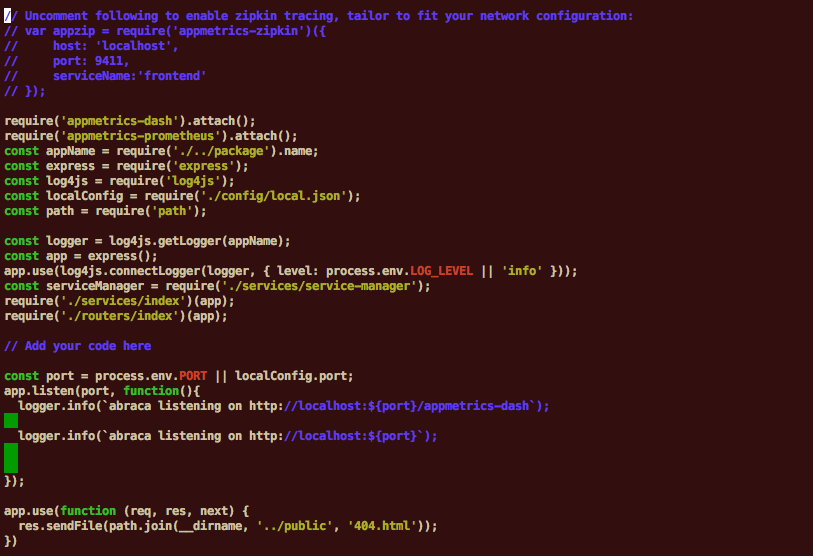 // Uncomment following to enable zipkin tracing, tailor to fit your network configuration:
// var appzip = require('appmetrics-zipkin')({
//     host: 'localhost',
//     port: 9411,
//     serviceName:'frontend'
// });

require('appmetrics-dash').attach();
require('appmetrics-prometheus').attach();
const appName = require('./../package').name;
const express = require('express');
const log4js = require('log4js');
const localConfig = require('./config/local.json');
const path = require('path');

const logger = log4js.getLogger(appName);
const app = express();
app.use(log4js.connectLogger(logger, { level: process.env.LOG_LEVEL || 'info' }));
const serviceManager = require('./services/service-manager');
require('./services/index')(app);
require('./routers/index')(app);

// Add your code here

const port = process.env.PORT || localConfig.port;
app.listen(port, function(){
  logger.info(`abraca listening on http://localhost:${port}/appmetrics-dash`);

  logger.info(`abraca listening on http://localhost:${port}`);


});

app.use(function (req, res, next) {
  res.sendFile(path.join(__dirname, '../public', '404.html'));
})